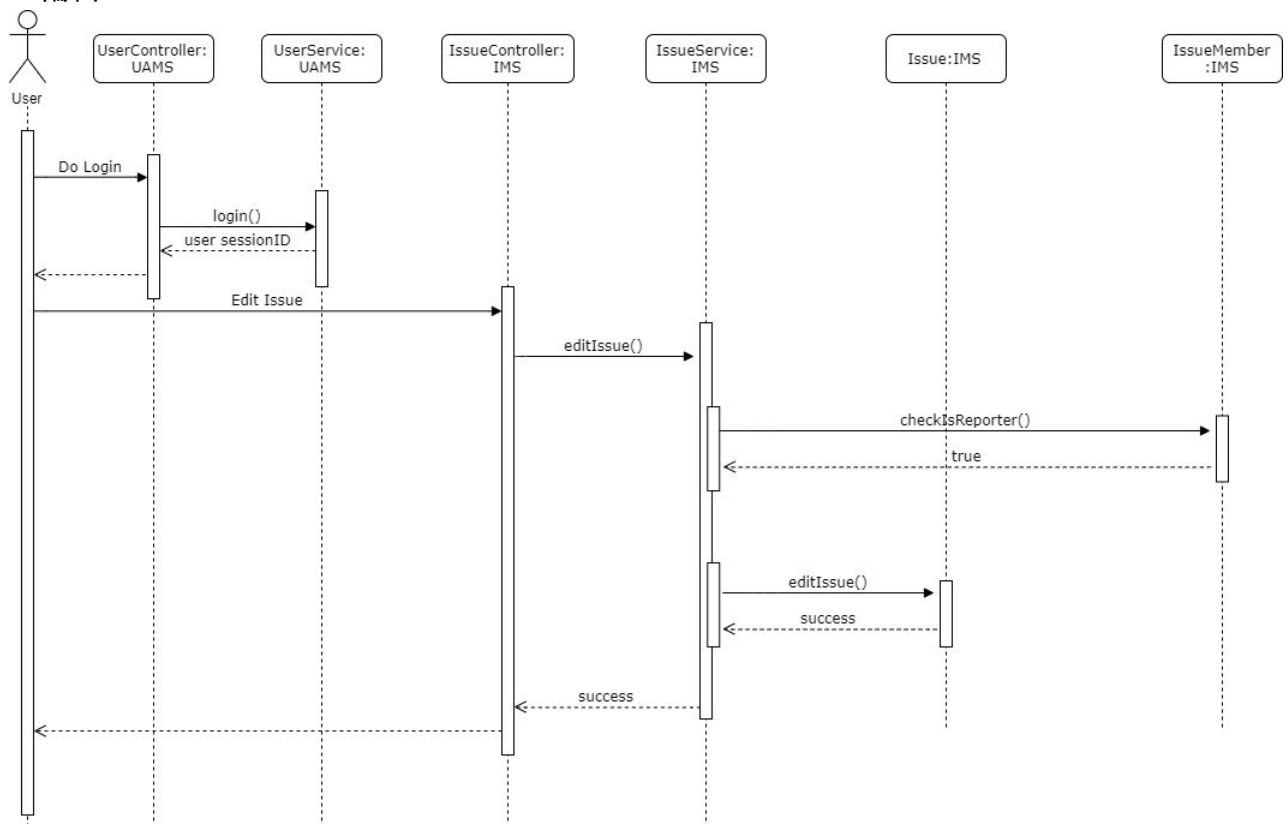 User
UserController:
UAMS
UserService:
UAMS
IssueController:
IMS
IssueService:
IMS
Issue:IMS
IssueMember
:IMS
Do Login
login()
user sessionID
Edit Issue
editIssue()
checkIsReporter()
true
editIssue()
success
success